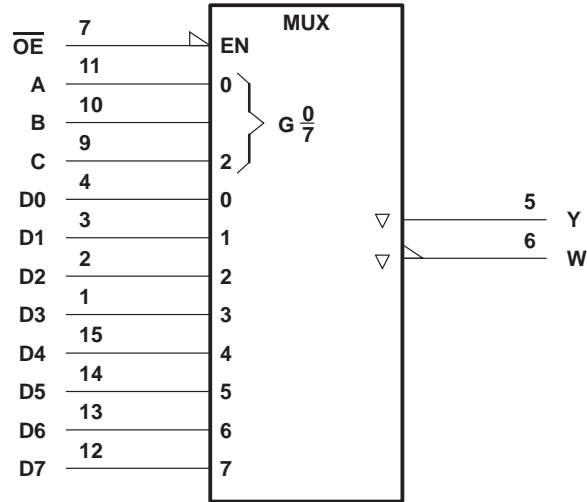 MUX
O̅E̅ 7 EN
A 11 0
B 10
C 9 2
G 0/7
D0 4 0
D1 3 1
D2 2 2
D3 1 3
D4 15 4
D5 14 5
D6 13 6
D7 12 7
5 Y
6 W